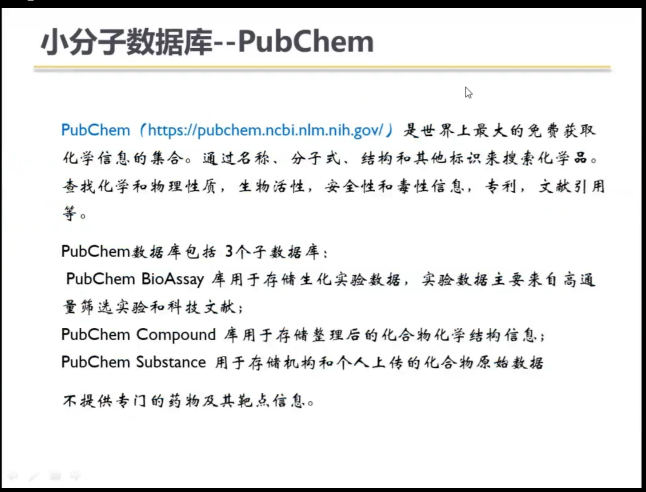 小分子数据库--PubChem
PubChem（https://pubchem.ncbi.nlm.nih.gov/）是世界上最大的免费获取
化学信息的集合。通过名称、分子式、结构和其他标识来搜索化学品。
查找化学和物理性质，生物活性，安全性和毒性信息，专利，文献引用
等。
PubChem数据库包括 3个子数据库：
PubChem BioAssay 库用于存储生化实验数据，实验数据主要来自高通
量筛选实验和科技文献；
PubChem Compound 库用于存储整理后的化合物化学结构信息；
PubChem Substance 用于存储机构和个人上传的化合物原始数据
不提供专门的药物及其靶点信息。